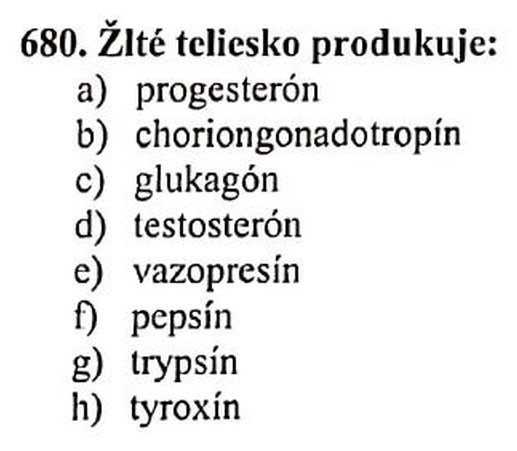 680. Žlté teliesko produkuje:
a) progesterón
b) choriongonadotropín
c) glukagón
d) testosterón
e) vazopresín
f) pepsín
g) trypsín
h) tyroxín